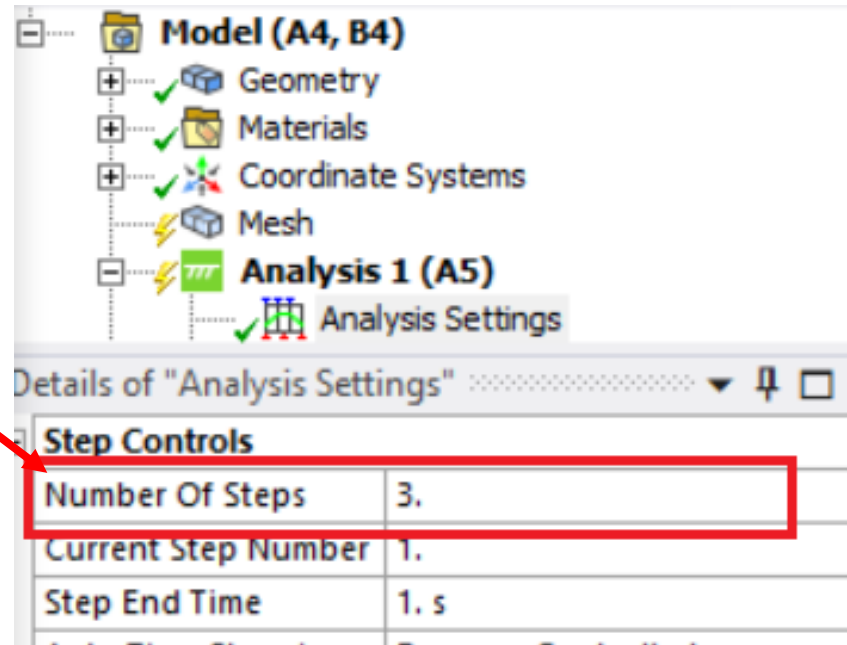 Model (A4, B4)
Geometry
Materials
Coordinate Systems
Mesh
Analysis 1 (A5)
Analysis Settings
Details of "Analysis Settings"
Step Controls
Number Of Steps 3.
Current Step Number 1.
Step End Time 1. s